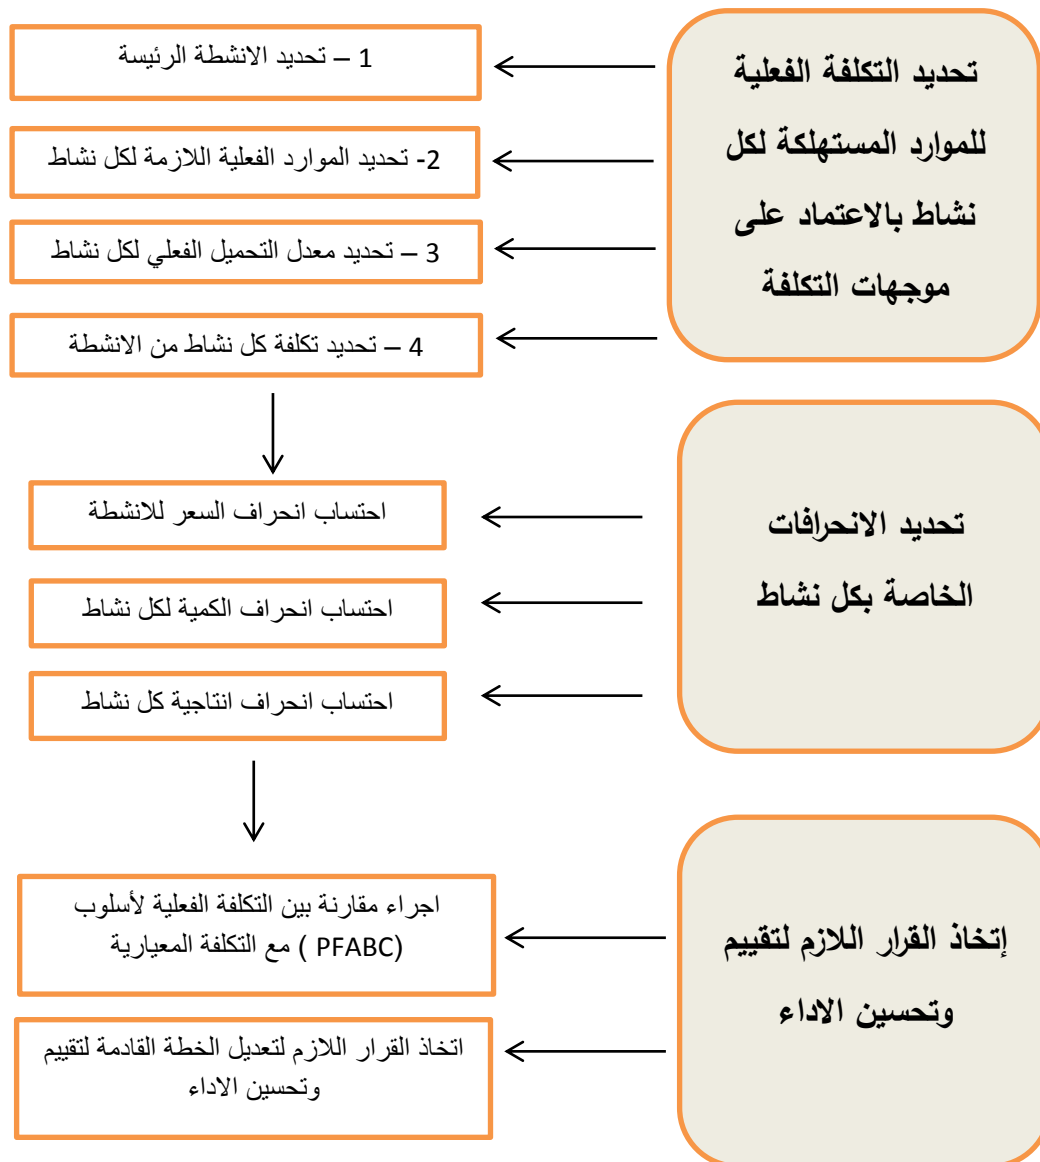 تحديد التكلفة الفعلية
للموارد المستهلكة لكل
نشاط بالاعتماد على
موجهات التكلفة
1 – تحديد الانشطة الرئيسة
2- تحديد الموارد الفعلية اللازمة لكل نشاط
3 – تحديد معدل التحميل الفعلي لكل نشاط
4 – تحديد تكلفة كل نشاط من الانشطة
تحديد الانحرافات
الخاصة بكل نشاط
احتساب انحراف السعر للانشطة
احتساب انحراف الكمية لكل نشاط
احتساب انحراف انتاجية كل نشاط
إتخاذ القرار اللازم لتقييم
وتحسين الاداء
اجراء مقارنة بين التكلفة الفعلية لأسلوب
(PFABC ) مع التكلفة المعيارية
اتخاذ القرار اللازم لتعديل الخطة القادمة لتقييم
وتحسين الاداء